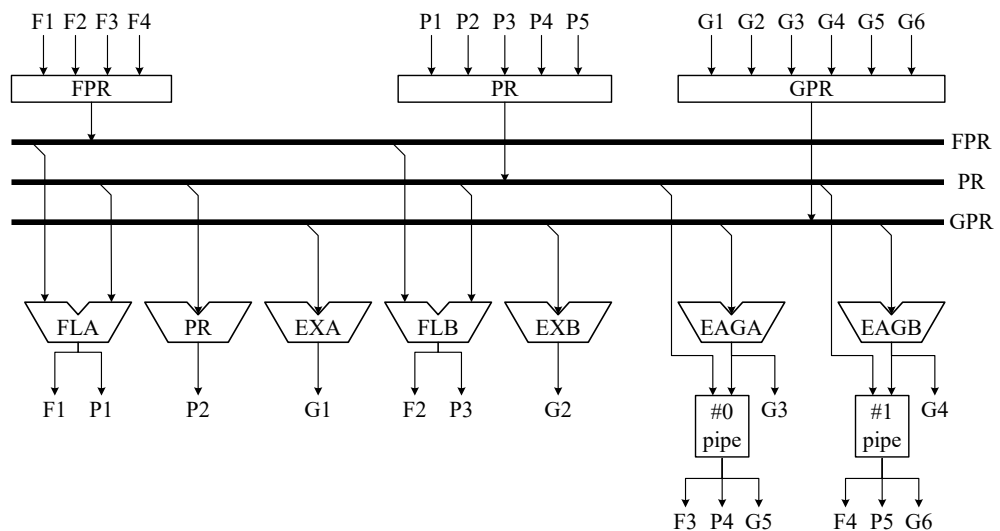 F1 F2 F3 F4 P1 P2 P3 P4 P5 G1 G2 G3 G4 G5 G6
FPR PR GPR
FPR
PR
GPR
FLA PR EXA FLB EXB EAGA EAGB
F1 P1 P2 G1 F2 P3 G2 #0 G3 #1 G4
pipe pipe
F3 P4 G5 F4 P5 G6